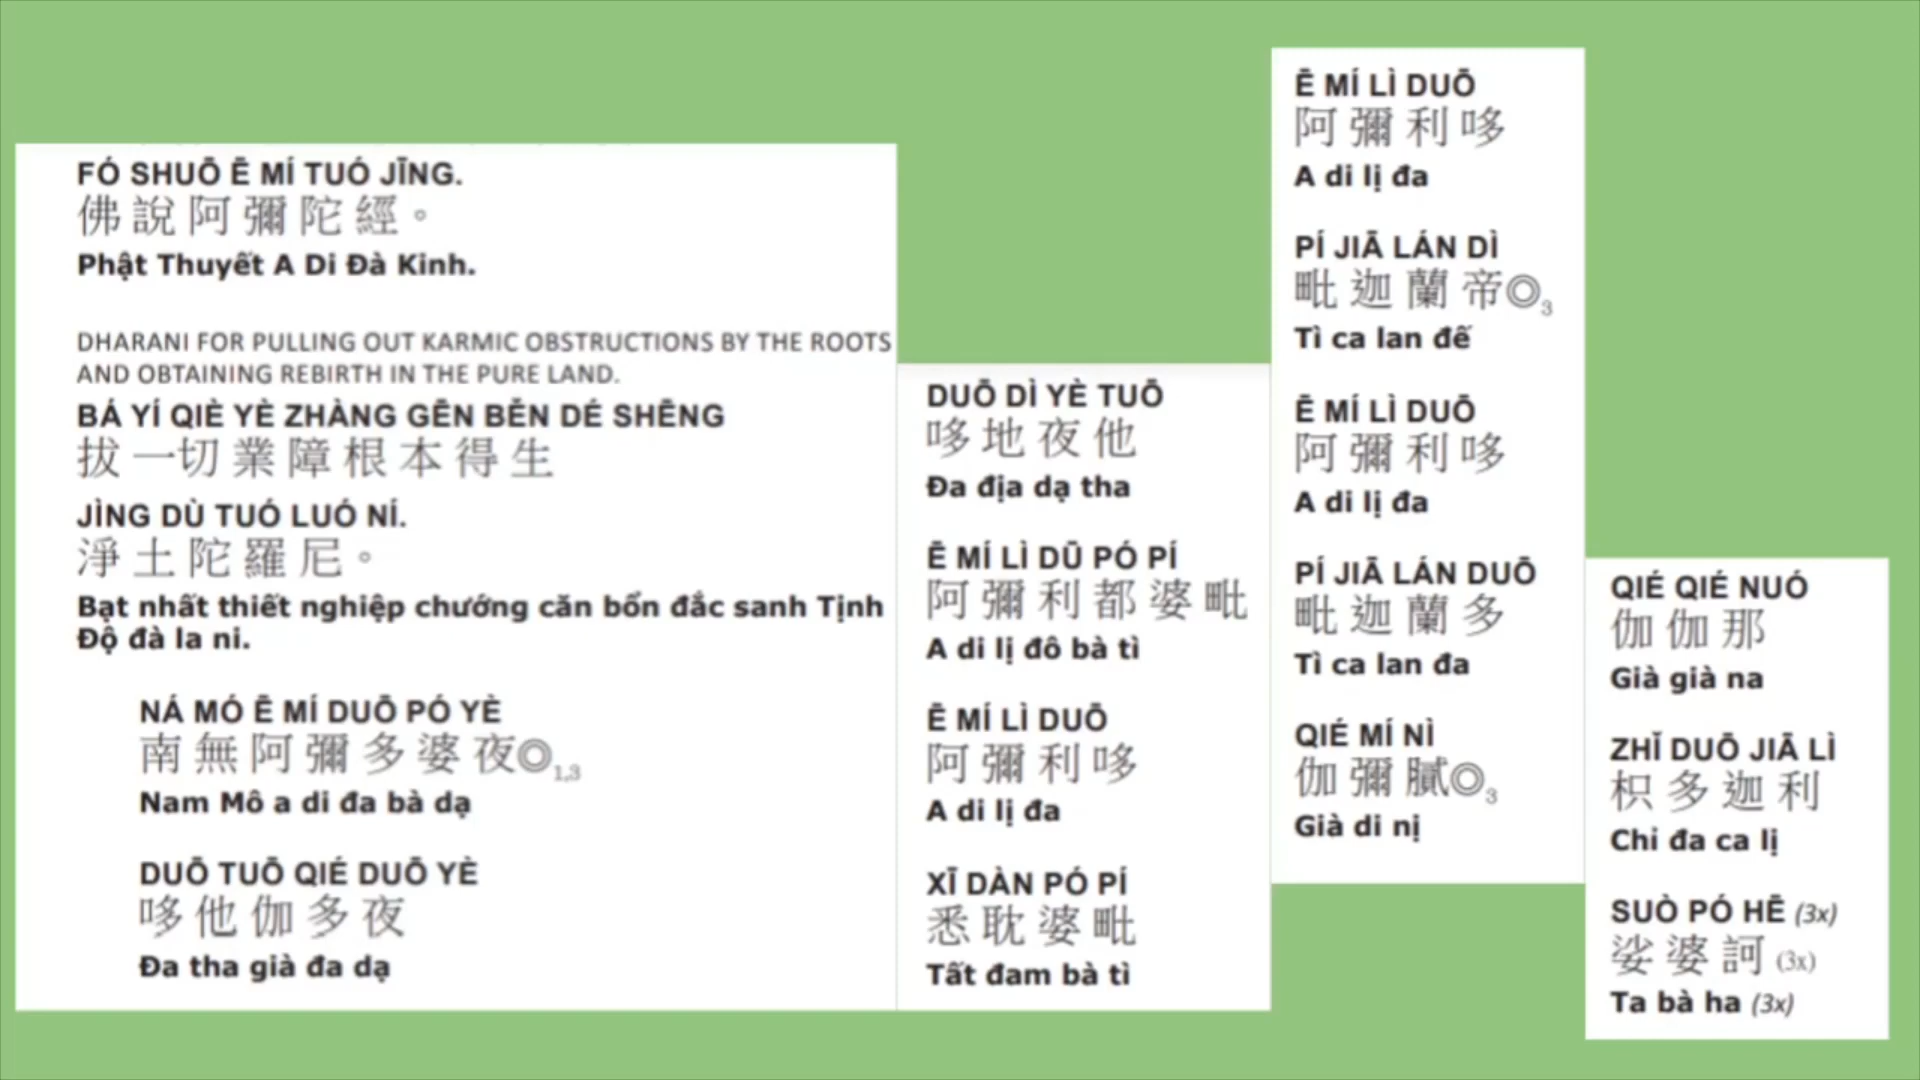 FÓ SHUŌ Ē MÍ TUÓ JĪNG.
佛 說 阿 彌 陀 經 。
Phật Thuyết A Di Đà Kinh.
DHARANI FOR PULLING OUT KARMIC OBSTRUCTIONS BY THE ROOTS
AND OBTAINING REBIRTH IN THE PURE LAND.
BÁ YÍ QIÈ YÈ ZHÀNG GĒN BĚN DÉ SHĒNG
拔 一切 業 障 根 本 得 生
JÌNG DÙ TUÓ LUÓ NÍ.
淨 土 陀 羅 尼 。
Bạt nhất thiết nghiệp chướng căn bổn đắc sanh Tịnh
Độ đà la ni.
NÁ MÓ Ē MÍ DUŌ PÓ YÈ
南 無 阿 彌 多 婆 夜◎1,3
Nam Mô a di đa bà dạ
DUŌ TUŌ QIÉ DUŌ YÈ
哆 他 伽 多 夜
Đa tha già đa dạ
DUŌ DÌ YÈ TUŌ
哆 地 夜 他
Đa địa dạ tha
Ē MÍ LÌ DŪ PÓ PÍ
阿 彌 利 都 婆 毗
A di lị đô bà tì
Ē MÍ LÌ DUŌ
阿 彌 利 哆
A di lị đa
XĪ DÀN PÓ PÍ
悉 耽 婆 毗
Tất đam bà tì
Ē MÍ LÌ DUŌ
阿 彌 利 哆
A di lị đa
PÍ JIĀ LÁN DÌ
毗 迦 蘭 帝◎3
Tì ca lan đế
Ē MÍ LÌ DUŌ
阿 彌 利 哆
A di lị đa
PÍ JIĀ LÁN DUŌ
毗 迦 蘭 多
Tì ca lan đa
QIÉ MÍ NÌ
伽 彌 膩◎3
Già di nị
QIÉ QIÉ NUÓ
伽 伽 那
Già già na
ZHǏ DUŌ JIĀ LÌ
枳 多 迦 利
Chỉ đa ca lị
SUŌ PÓ HĒ (3x)
娑 婆 訶 (3x)
Ta bà ha (3x)